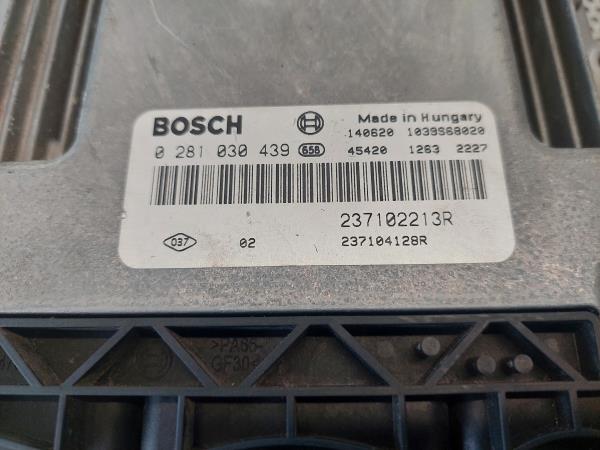 BOSCH
Made in Hungary
140620 1039S68020
0 281 030 439 658 45420 1263 2227
237102213R
037 02 237104128R
>PA66-
GF30